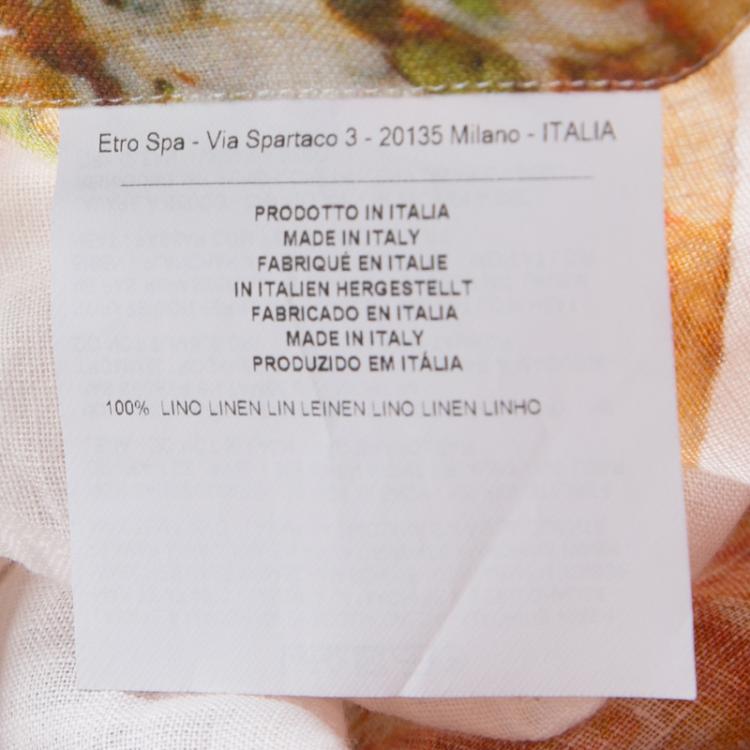 Etro Spa - Via Spartaco 3 - 20135 Milano - ITALIA
PRODOTTO IN ITALIA
MADE IN ITALY
FABRIQUÉ EN ITALIE
IN ITALIEN HERGESTELLT
FABRICADO EN ITALIA
MADE IN ITALY
PRODUZIDO EM ITÁLIA
100% LINO LINEN LIN LEINEN LINO LINEN LINHO